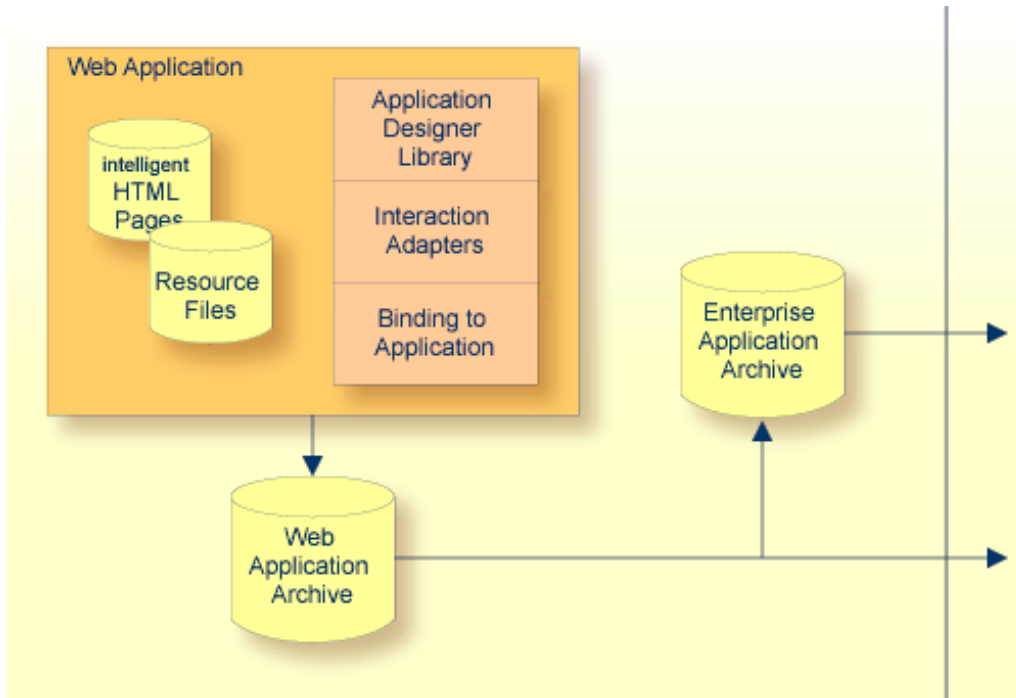 Web Application
intelligent
HTML
Pages
Resource
Files
Application
Designer
Library
Interaction
Adapters
Binding to
Application
Enterprise
Application
Archive
Web
Application
Archive